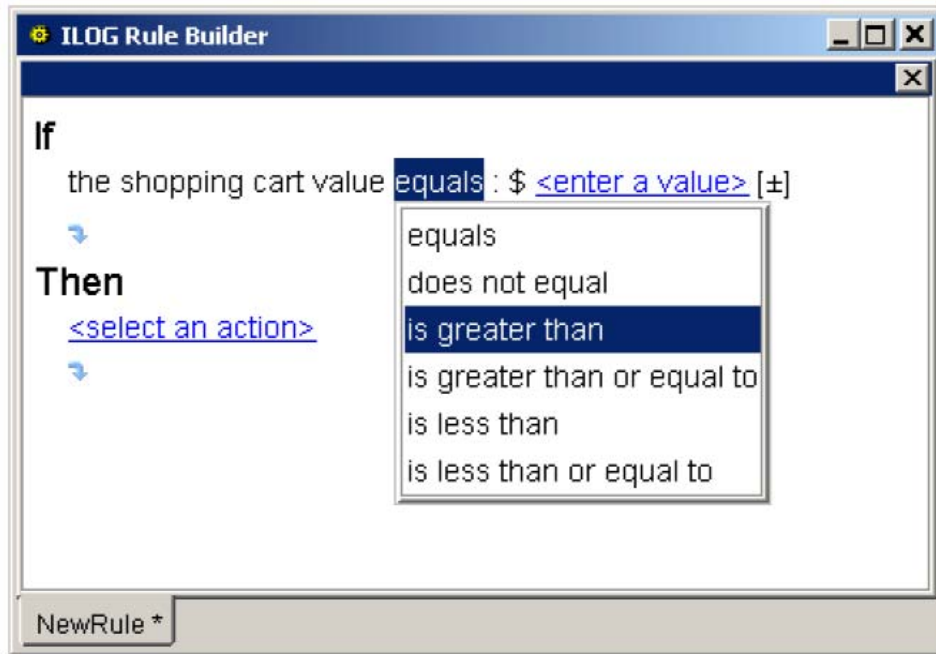 ILOG Rule Builder
If
the shopping cart value equals : $ <enter a value> [±]
equals
does not equal
is greater than
is greater than or equal to
is less than
is less than or equal to
Then
<select an action>
NewRule *